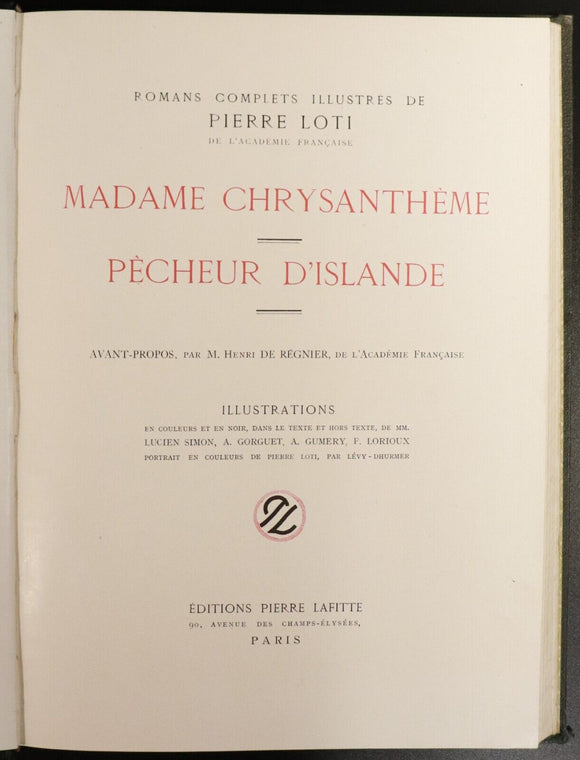 ROMANS COMPLETS ILLUSTRÉS DE
PIERRE LOTI
DE L'ACADÉMIE FRANÇAISE
MADAME CHRYSANTHÈME
PÊCHEUR D'ISLANDE
AVANT-PROPOS, PAR M. HENRI DE RÉGNIER, DE L'ACADÉMIE FRANÇAISE
ILLUSTRATIONS
EN COULEURS ET EN NOIR, DANS LE TEXTE ET HORS TEXTE, DE MM.
LUCIEN SIMON, A. GORGUET, A. GUMERY, F. LORIOUX
PORTRAIT EN COULEURS DE PIERRE LOTI, PAR LÉVY-DHURMER
PL
ÉDITIONS PIERRE LAFITTE
90, AVENUE DES CHAMPS-ÉLYSÉES,
PARIS